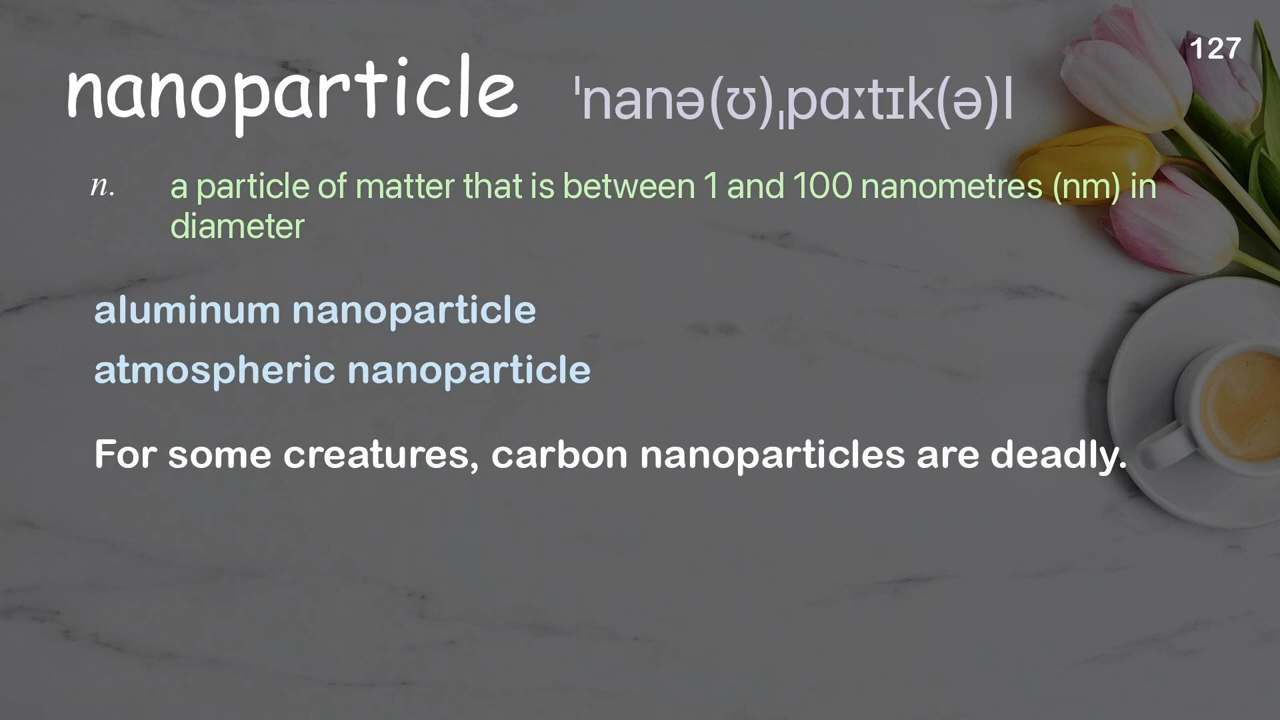 127
nanoparticle ˈnanə(ʊ)ˌpɑːtɪk(ə)l
n. a particle of matter that is between 1 and 100 nanometres (nm) in
diameter
aluminum nanoparticle
atmospheric nanoparticle
For some creatures, carbon nanoparticles are deadly.